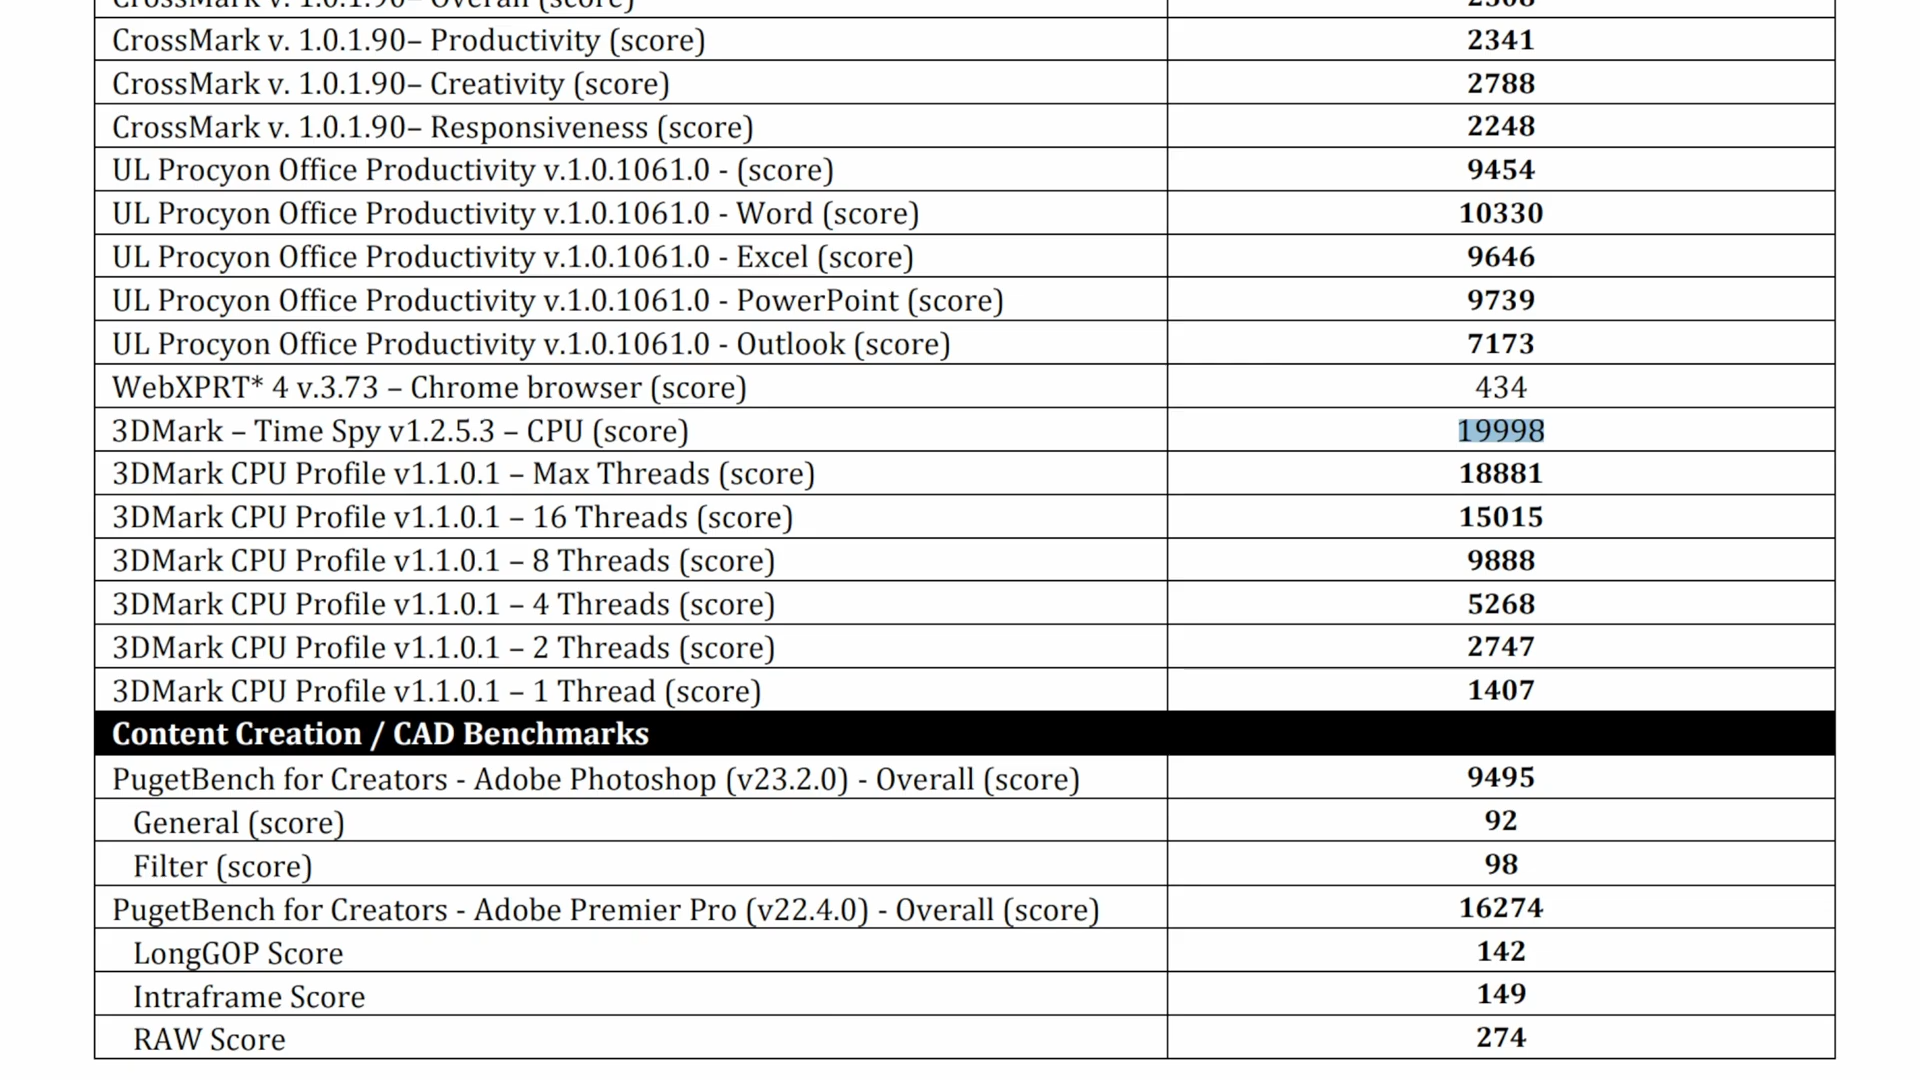 CrossMark v. 1.0.1.90– Overall (score) 2508
CrossMark v. 1.0.1.90– Productivity (score) 2341
CrossMark v. 1.0.1.90– Creativity (score) 2788
CrossMark v. 1.0.1.90– Responsiveness (score) 2248
UL Procyon Office Productivity v.1.0.1061.0 - (score) 9454
UL Procyon Office Productivity v.1.0.1061.0 - Word (score) 10330
UL Procyon Office Productivity v.1.0.1061.0 - Excel (score) 9646
UL Procyon Office Productivity v.1.0.1061.0 - PowerPoint (score) 9739
UL Procyon Office Productivity v.1.0.1061.0 - Outlook (score) 7173
WebXPRT* 4 v.3.73 – Chrome browser (score) 434
3DMark – Time Spy v1.2.5.3 – CPU (score) 19998
3DMark CPU Profile v1.1.0.1 – Max Threads (score) 18881
3DMark CPU Profile v1.1.0.1 – 16 Threads (score) 15015
3DMark CPU Profile v1.1.0.1 – 8 Threads (score) 9888
3DMark CPU Profile v1.1.0.1 – 4 Threads (score) 5268
3DMark CPU Profile v1.1.0.1 – 2 Threads (score) 2747
3DMark CPU Profile v1.1.0.1 – 1 Thread (score) 1407
Content Creation / CAD Benchmarks
PugetBench for Creators - Adobe Photoshop (v23.2.0) - Overall (score) 9495
General (score) 92
Filter (score) 98
PugetBench for Creators - Adobe Premier Pro (v22.4.0) - Overall (score) 16274
LongGOP Score 142
Intraframe Score 149
RAW Score 274